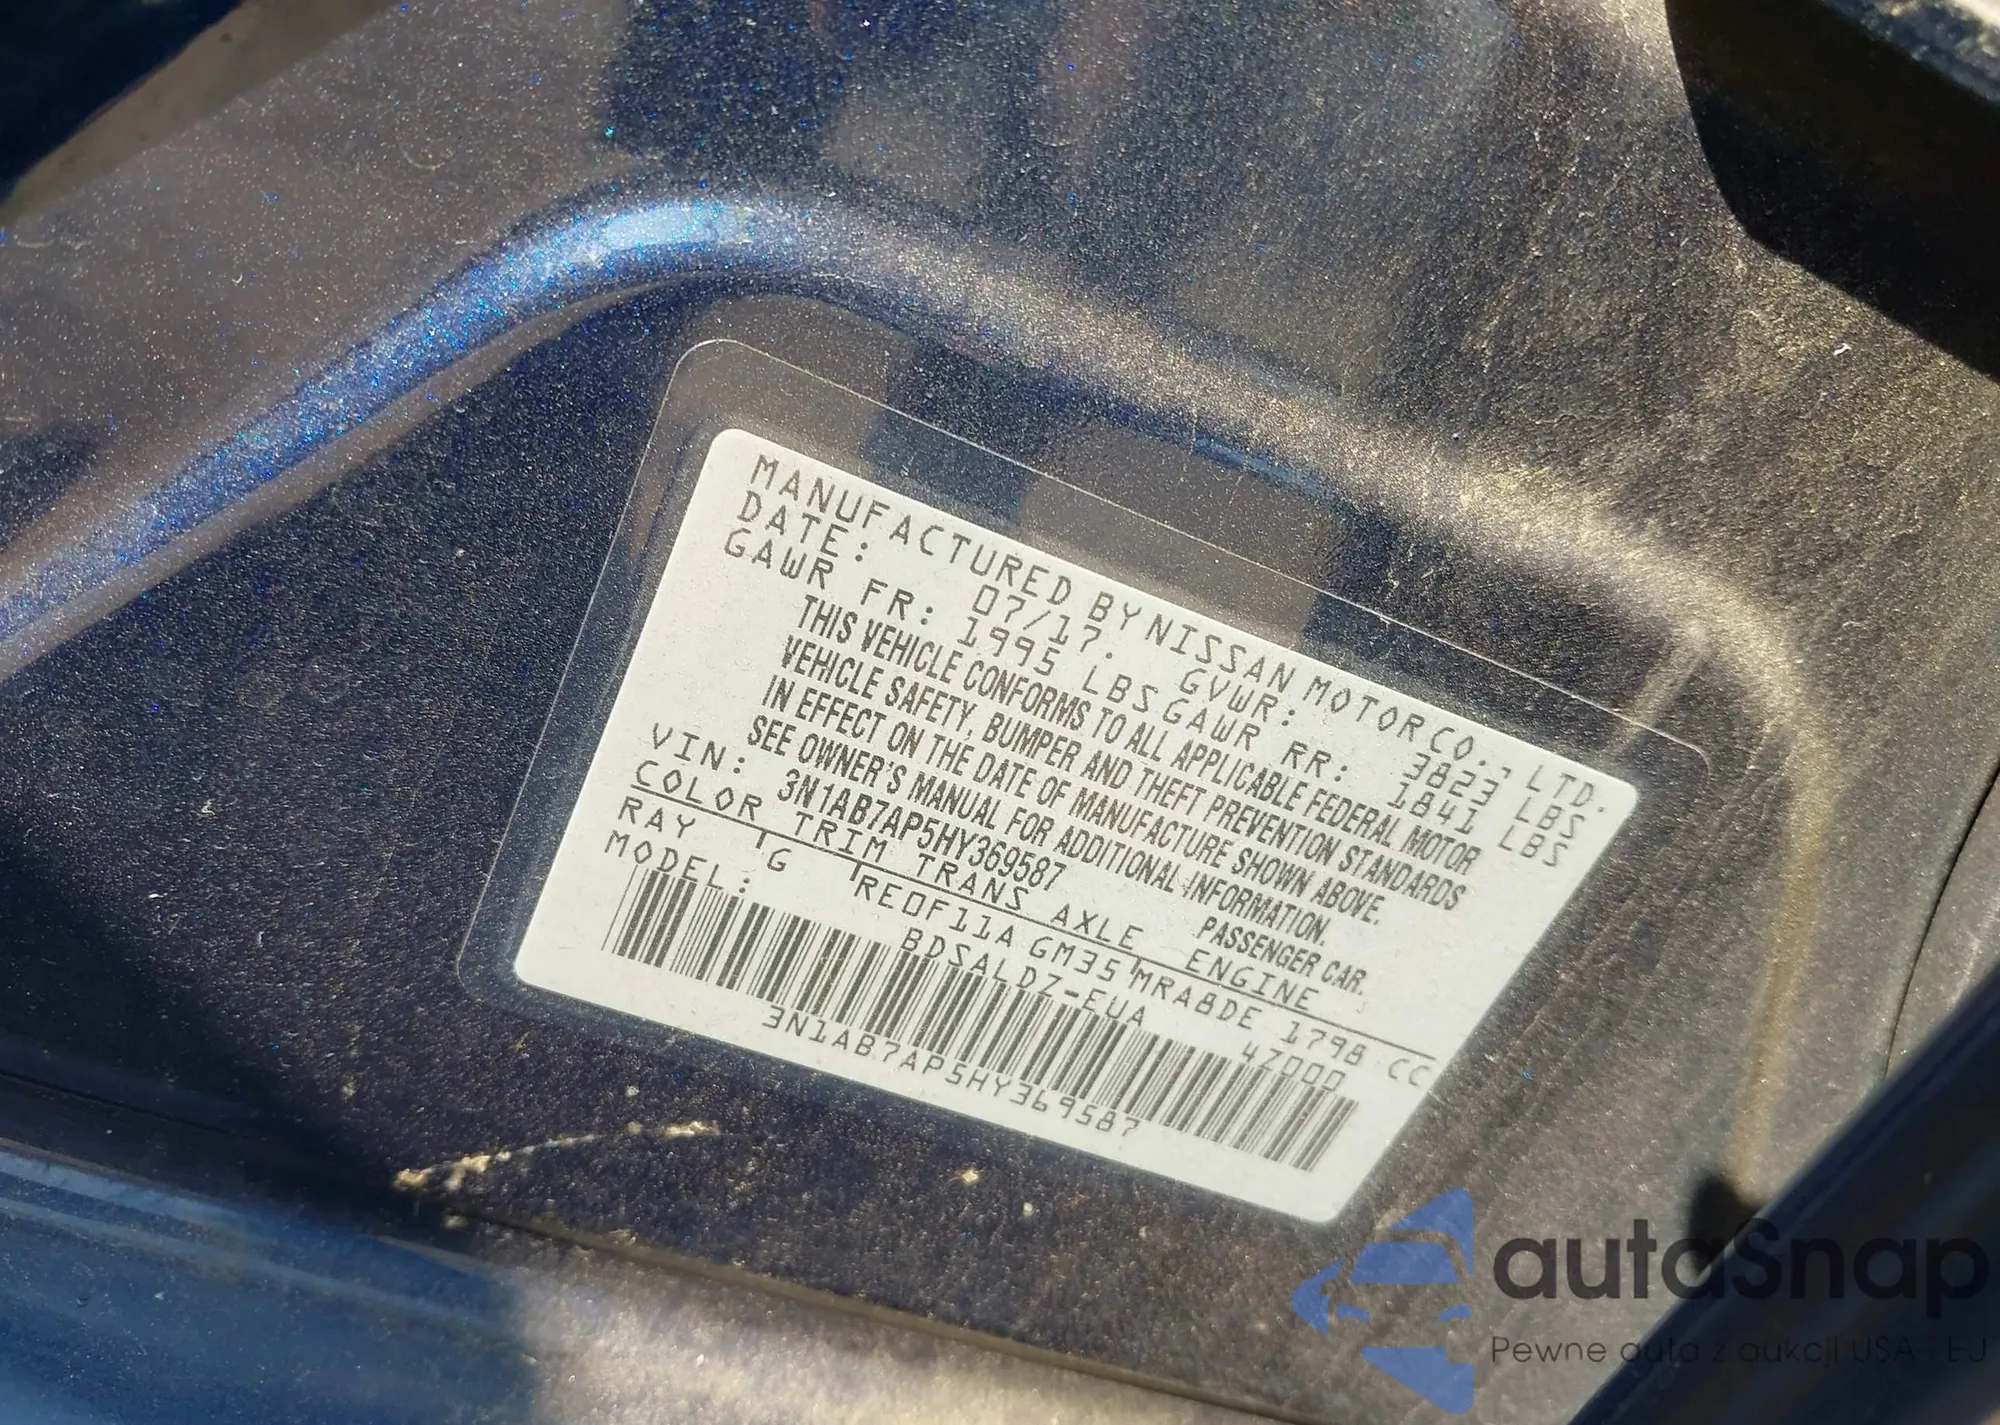 MANUFACTURED BY NISSAN MOTOR CO., LTD.
DATE: 07/17. GVWR: 3823 LBS
GAWR FR: 1995 LBS GAWR RR: 1841 LBS
THIS VEHICLE CONFORMS TO ALL APPLICABLE FEDERAL MOTOR
VEHICLE SAFETY, BUMPER AND THEFT PREVENTION STANDARDS
IN EFFECT ON THE DATE OF MANUFACTURE SHOWN ABOVE.
SEE OWNER'S MANUAL FOR ADDITIONAL INFORMATION.
VIN: 3N1AB7AP5HY369587 PASSENGER CAR.
COLOR TRIM TRANS AXLE ENGINE
RAY G RE0F11A GM35 MRA8DE 1798 CC
MODEL: BDSALDZ-EUA 4Z000
3N1AB7AP5HY369587
autaSnap
Pewne auta z aukcji USA - EU